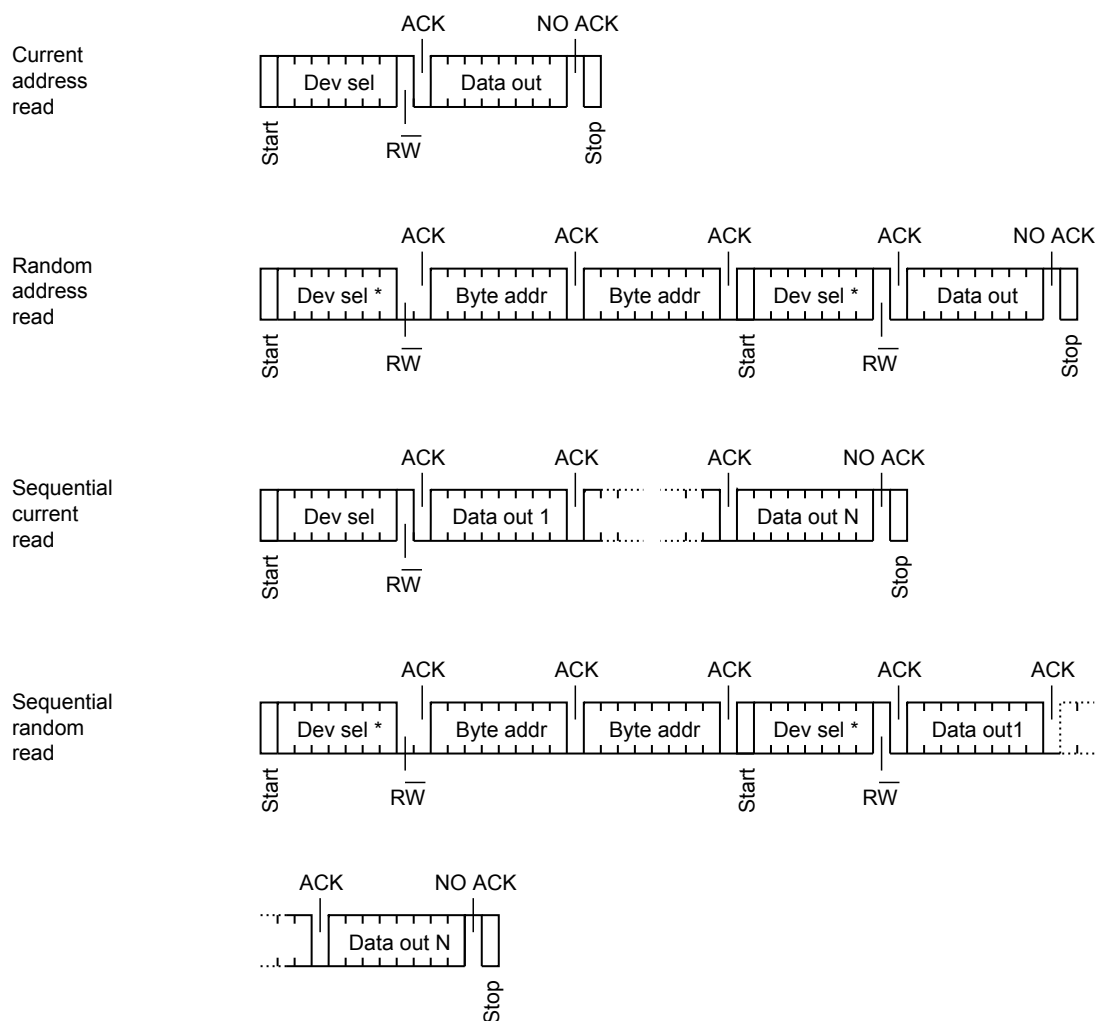 ACK NO ACK
Current
address
read
Dev sel Data out
Start RW Stop
ACK ACK ACK ACK NO ACK
Random
address
read
Dev sel * Byte addr Byte addr Dev sel * Data out
Start RW Start RW Stop
ACK ACK ACK NO ACK
Sequential
current
read
Dev sel Data out 1 Data out N
Start RW Stop
ACK ACK ACK ACK ACK
Sequential
random
read
Dev sel * Byte addr Byte addr Dev sel * Data out1
Start RW Start RW
ACK NO ACK
Data out N
Stop